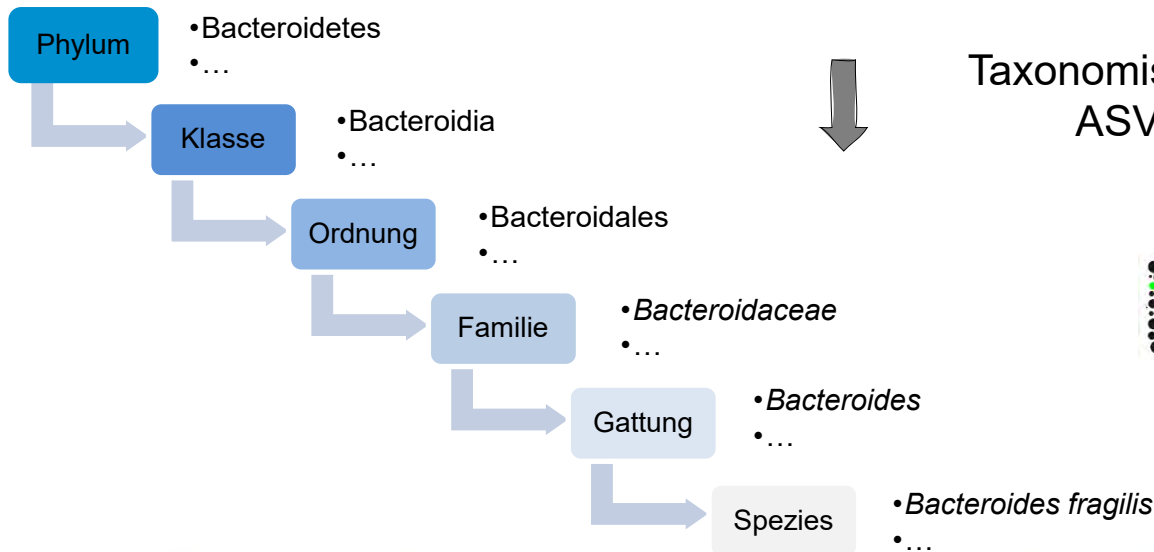 Phylum
•Bacteroidetes
•…
Klasse
•Bacteroidia
•…
Ordnung
•Bacteroidales
•…
Familie
•Bacteroidaceae
•…
Gattung
•Bacteroides
•…
Spezies
•Bacteroides fragilis
•…
Taxonomis
ASV